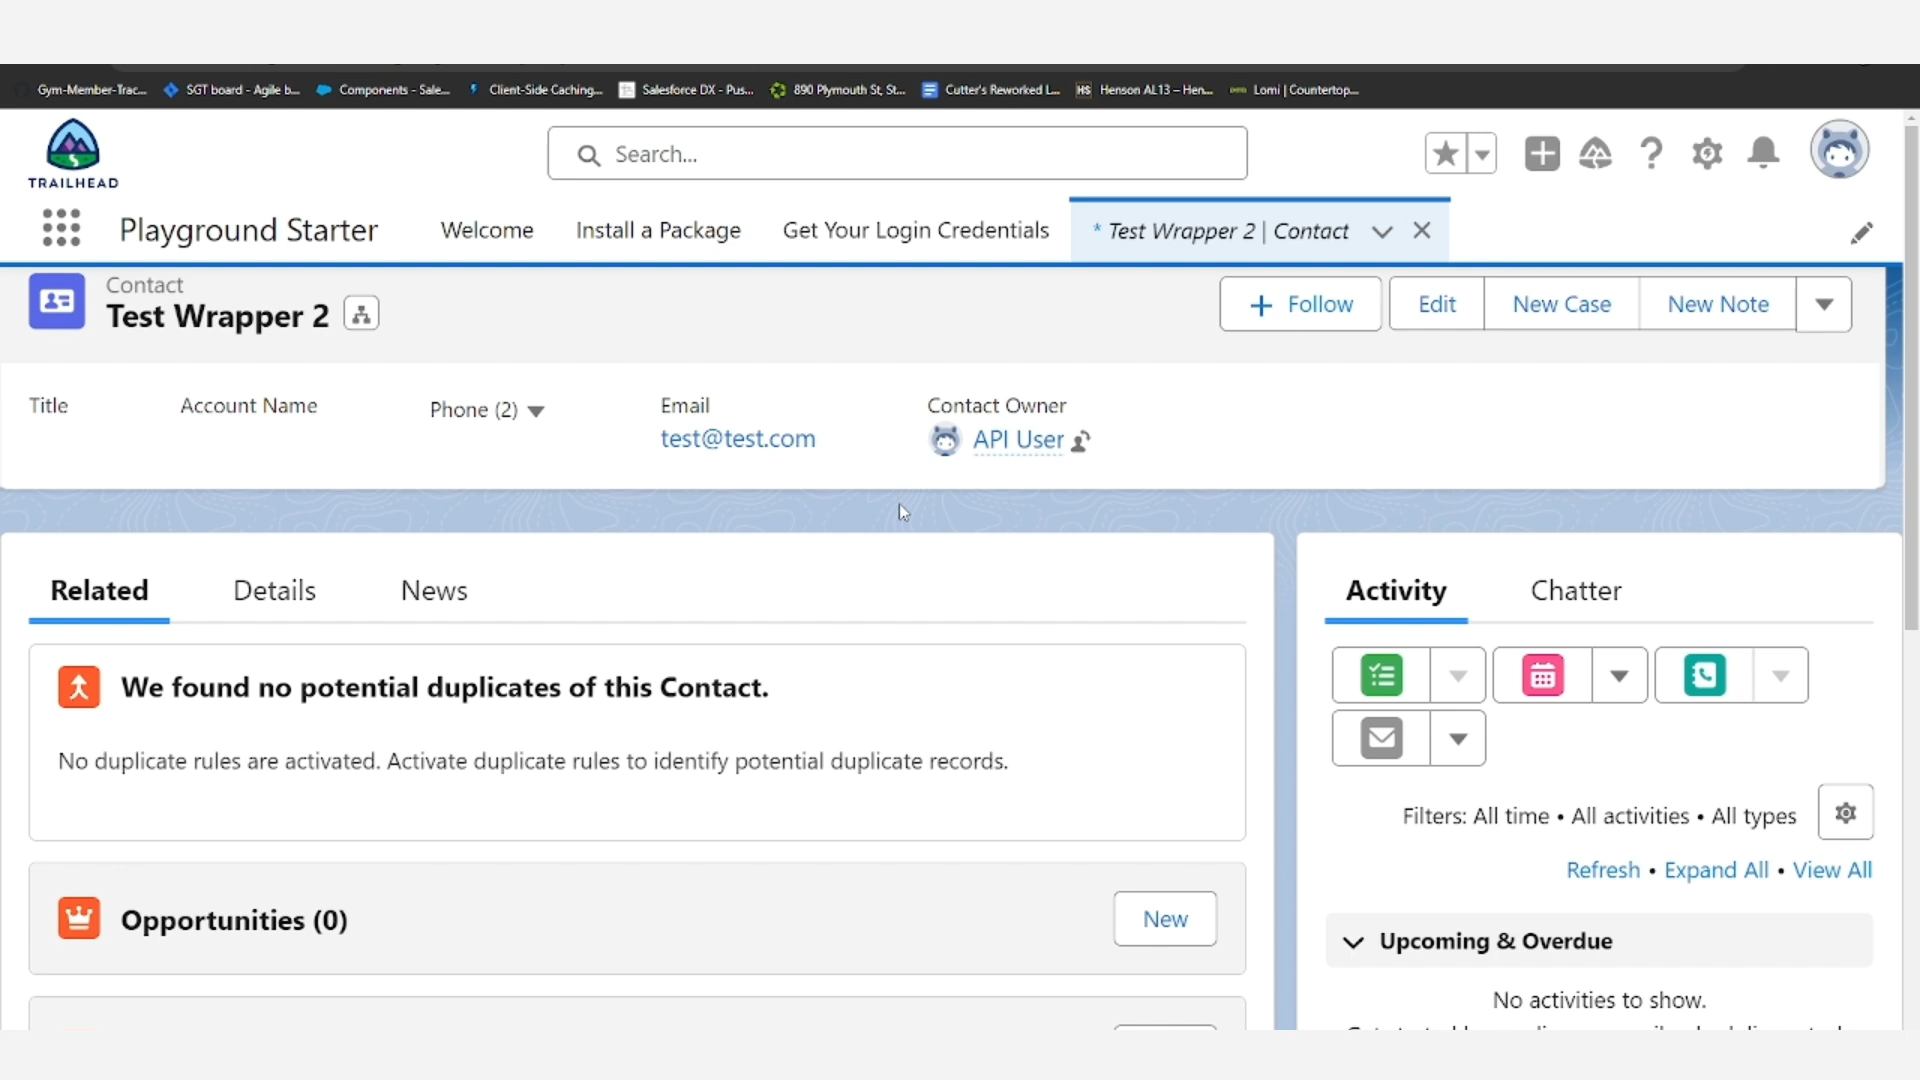 Gym-Member-Trac... SGT board - Agile b... Components - Sale... Client-Side Caching... Salesforce DX - Pus... 890 Plymouth St, St... Cutter's Reworked L... HS Henson AL13 – Hen... Lomi | Countertop...
TRAILHEAD
Search...
Playground Starter Welcome Install a Package Get Your Login Credentials * Test Wrapper 2 | Contact
Contact
Test Wrapper 2
Follow Edit New Case New Note
Title Account Name Phone (2) Email Contact Owner
test@test.com API User
Related Details News
Activity Chatter
We found no potential duplicates of this Contact.
No duplicate rules are activated. Activate duplicate rules to identify potential duplicate records.
Opportunities (0) New
Filters: All time • All activities • All types
Refresh • Expand All • View All
Upcoming & Overdue
No activities to show.